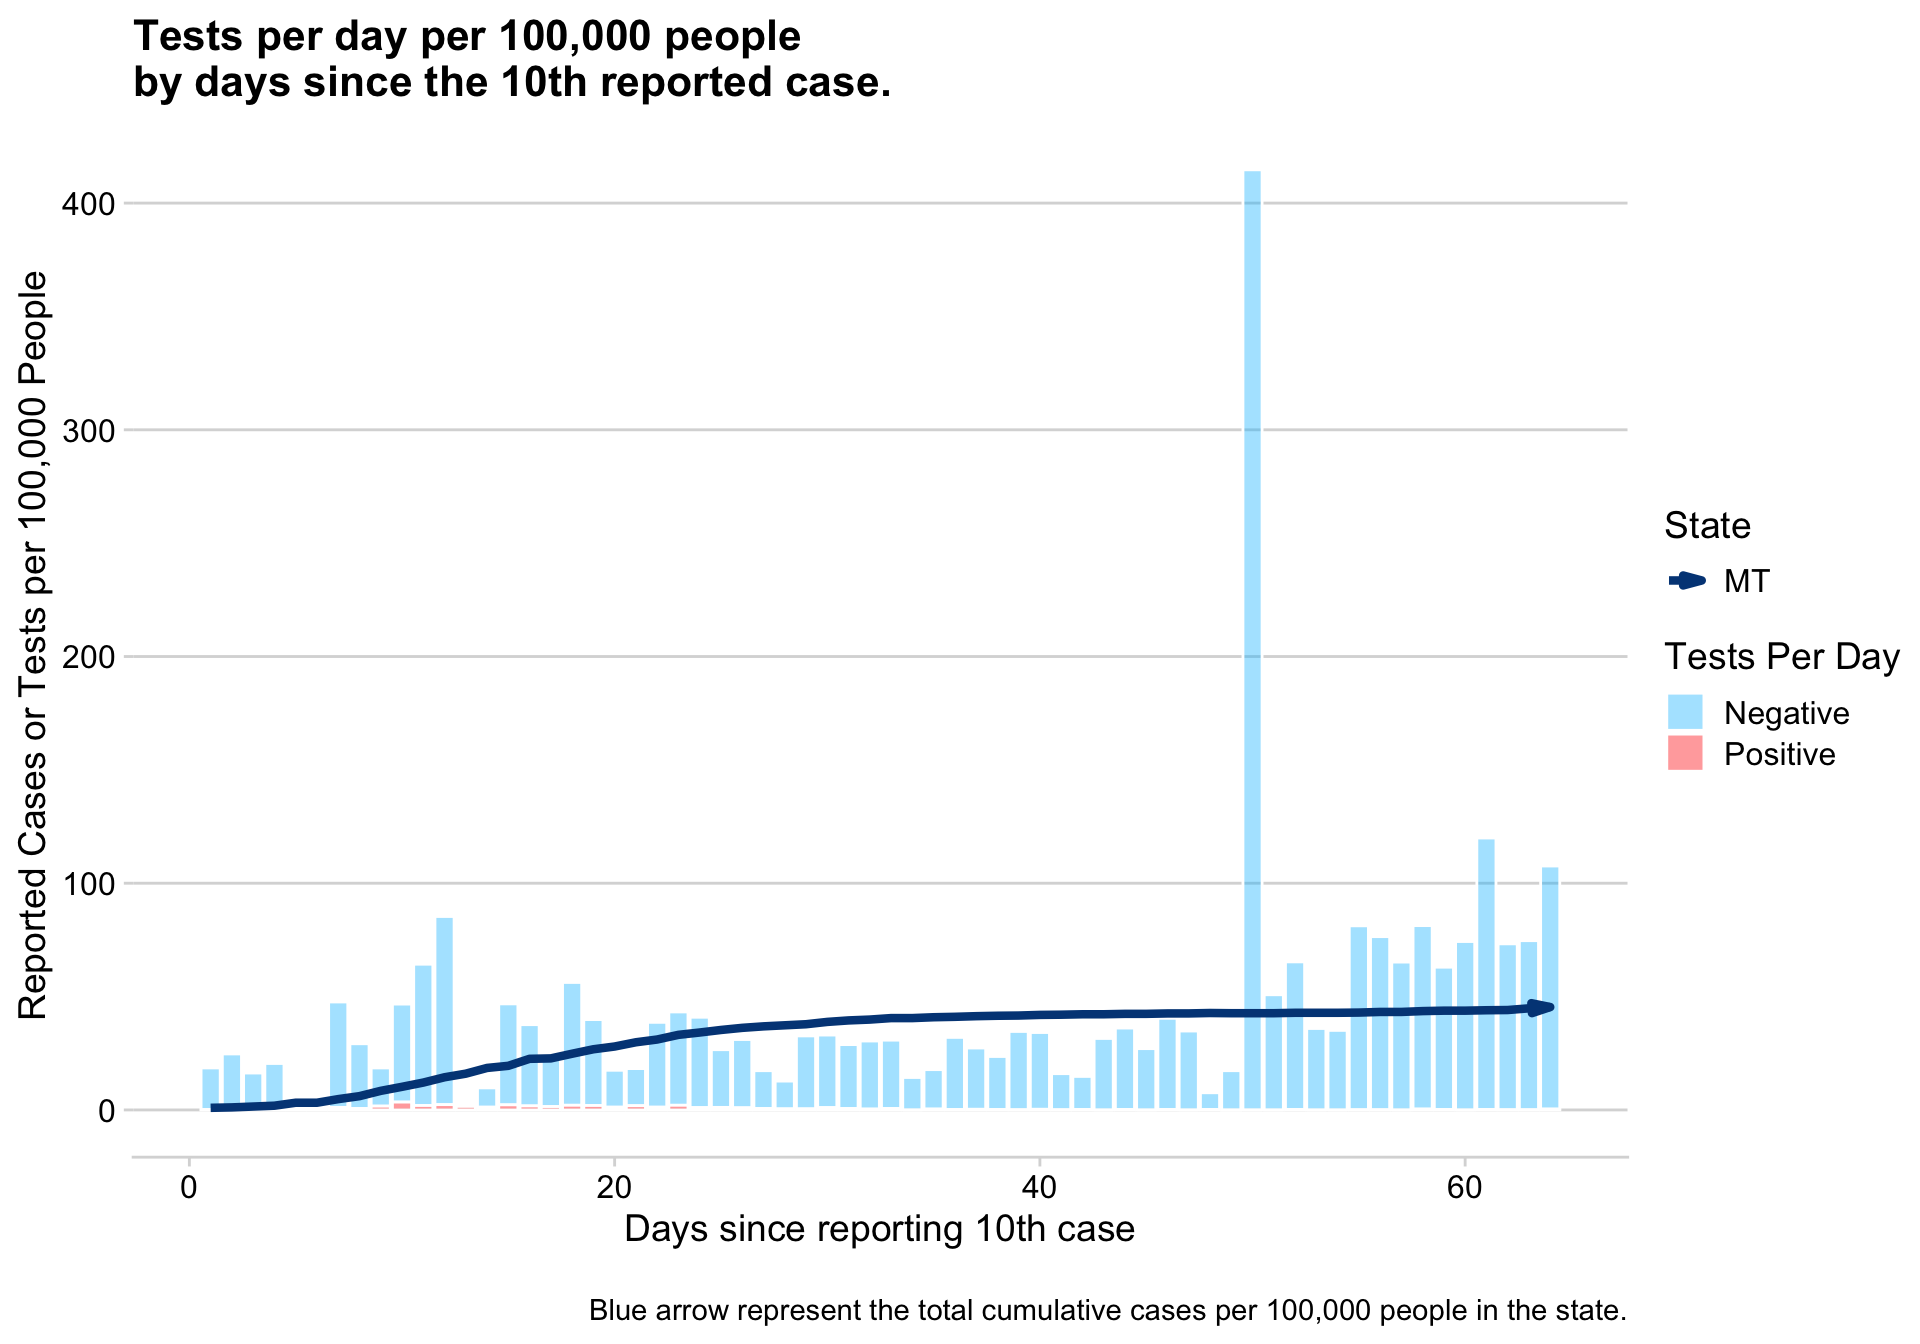 Tests per day per 100,000 people
by days since the 10th reported case.
Reported Cases or Tests per 100,000 People
400
300
200
100
0
0 20 40 60
Days since reporting 10th case
State
MT
Tests Per Day
Negative
Positive
Blue arrow represent the total cumulative cases per 100,000 people in the state.